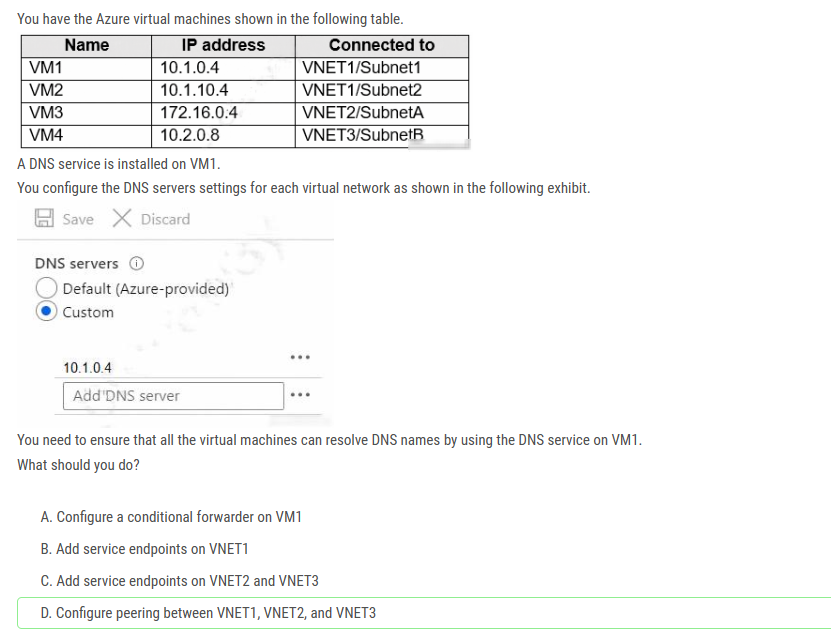 You have the Azure virtual machines shown in the following table.
Name IP address Connected to
VM1 10.1.0.4 VNET1/Subnet1
VM2 10.1.10.4 VNET1/Subnet2
VM3 172.16.0.4 VNET2/SubnetA
VM4 10.2.0.8 VNET3/SubnetB
A DNS service is installed on VM1.
You configure the DNS servers settings for each virtual network as shown in the following exhibit.
Save Discard
DNS servers
Default (Azure-provided)
Custom
10.1.0.4
Add DNS server
You need to ensure that all the virtual machines can resolve DNS names by using the DNS service on VM1.
What should you do?
A. Configure a conditional forwarder on VM1
B. Add service endpoints on VNET1
C. Add service endpoints on VNET2 and VNET3
D. Configure peering between VNET1, VNET2, and VNET3